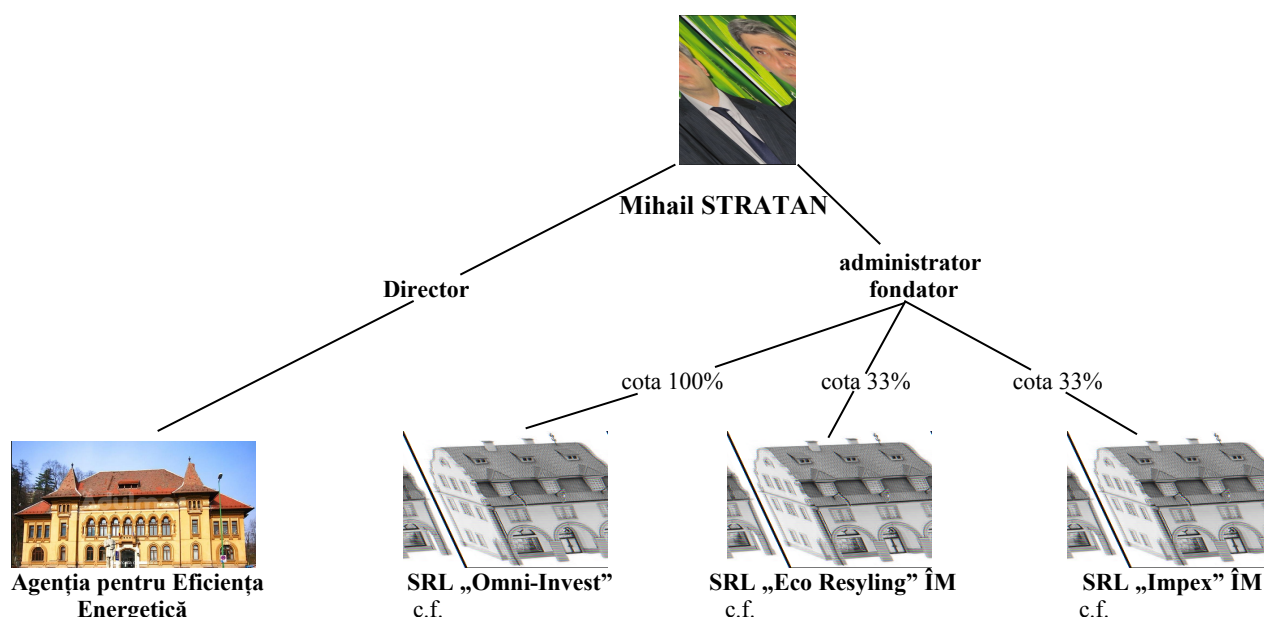 Mihail STRATAN
Director
administrator
fondator
cota 100%
cota 33%
cota 33%
Agenția pentru Eficiența
Energetică
SRL „Omni-Invest”
c.f.
SRL „Eco Resyling” ÎM
c.f.
SRL „Impex” ÎM
c.f.